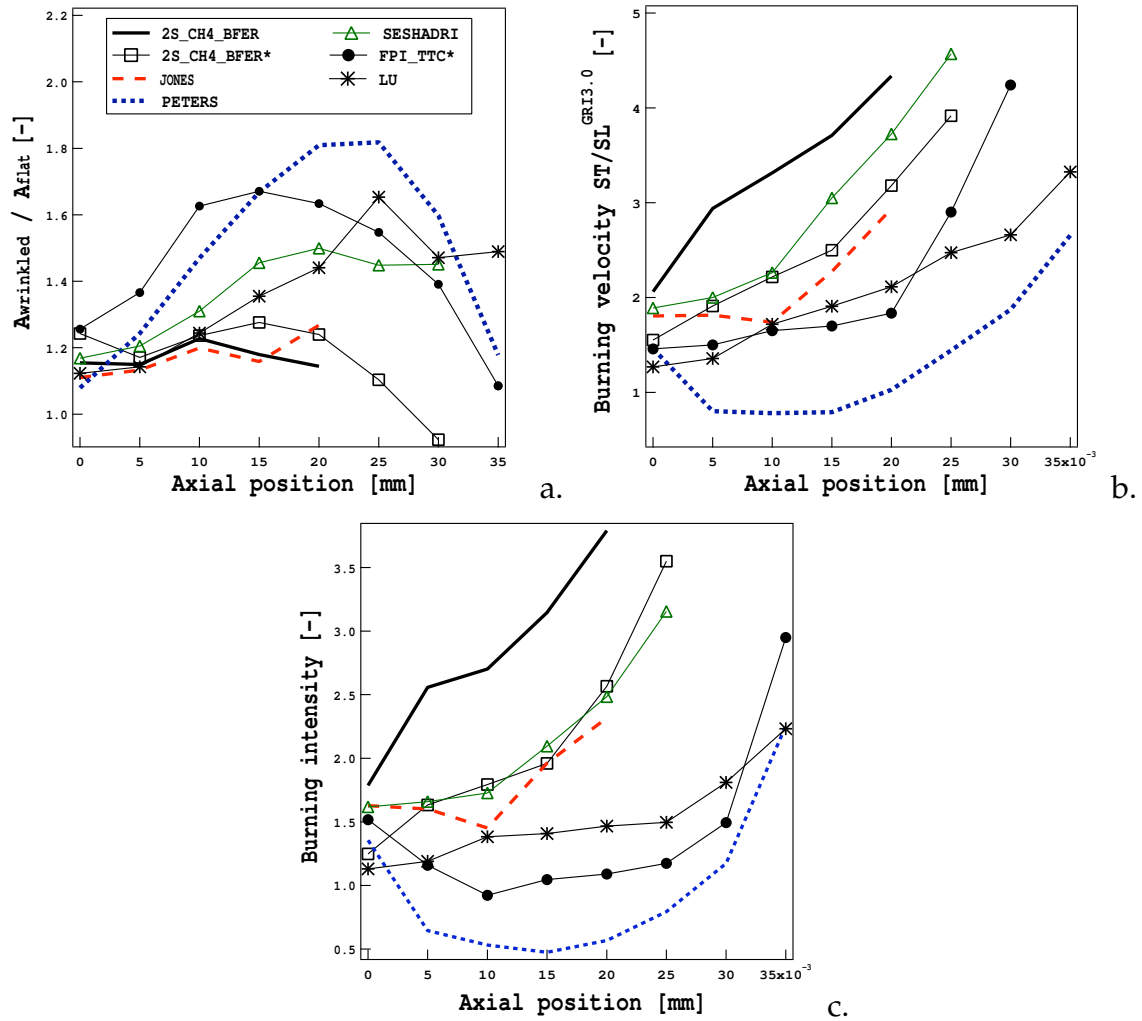 2S_CH4_BFER
2S_CH4_BFER*
JONES
PETERS
SESHADRI
FPI_TTC*
LU
2.2
2.0
1.8
1.6
1.4
1.2
1.0
Awrinkled / Aflat [-]
0 5 10 15 20 25 30 35
Axial position [mm]
a.
5
4
3
2
1
Burning velocity ST/SL^GRI3.0 [-]
0 5 10 15 20 25 30 35x10^-3
Axial position [mm]
b.
3.5
3.0
2.5
2.0
1.5
1.0
0.5
Burning intensity [-]
0 5 10 15 20 25 30 35x10^-3
Axial position [mm]
c.